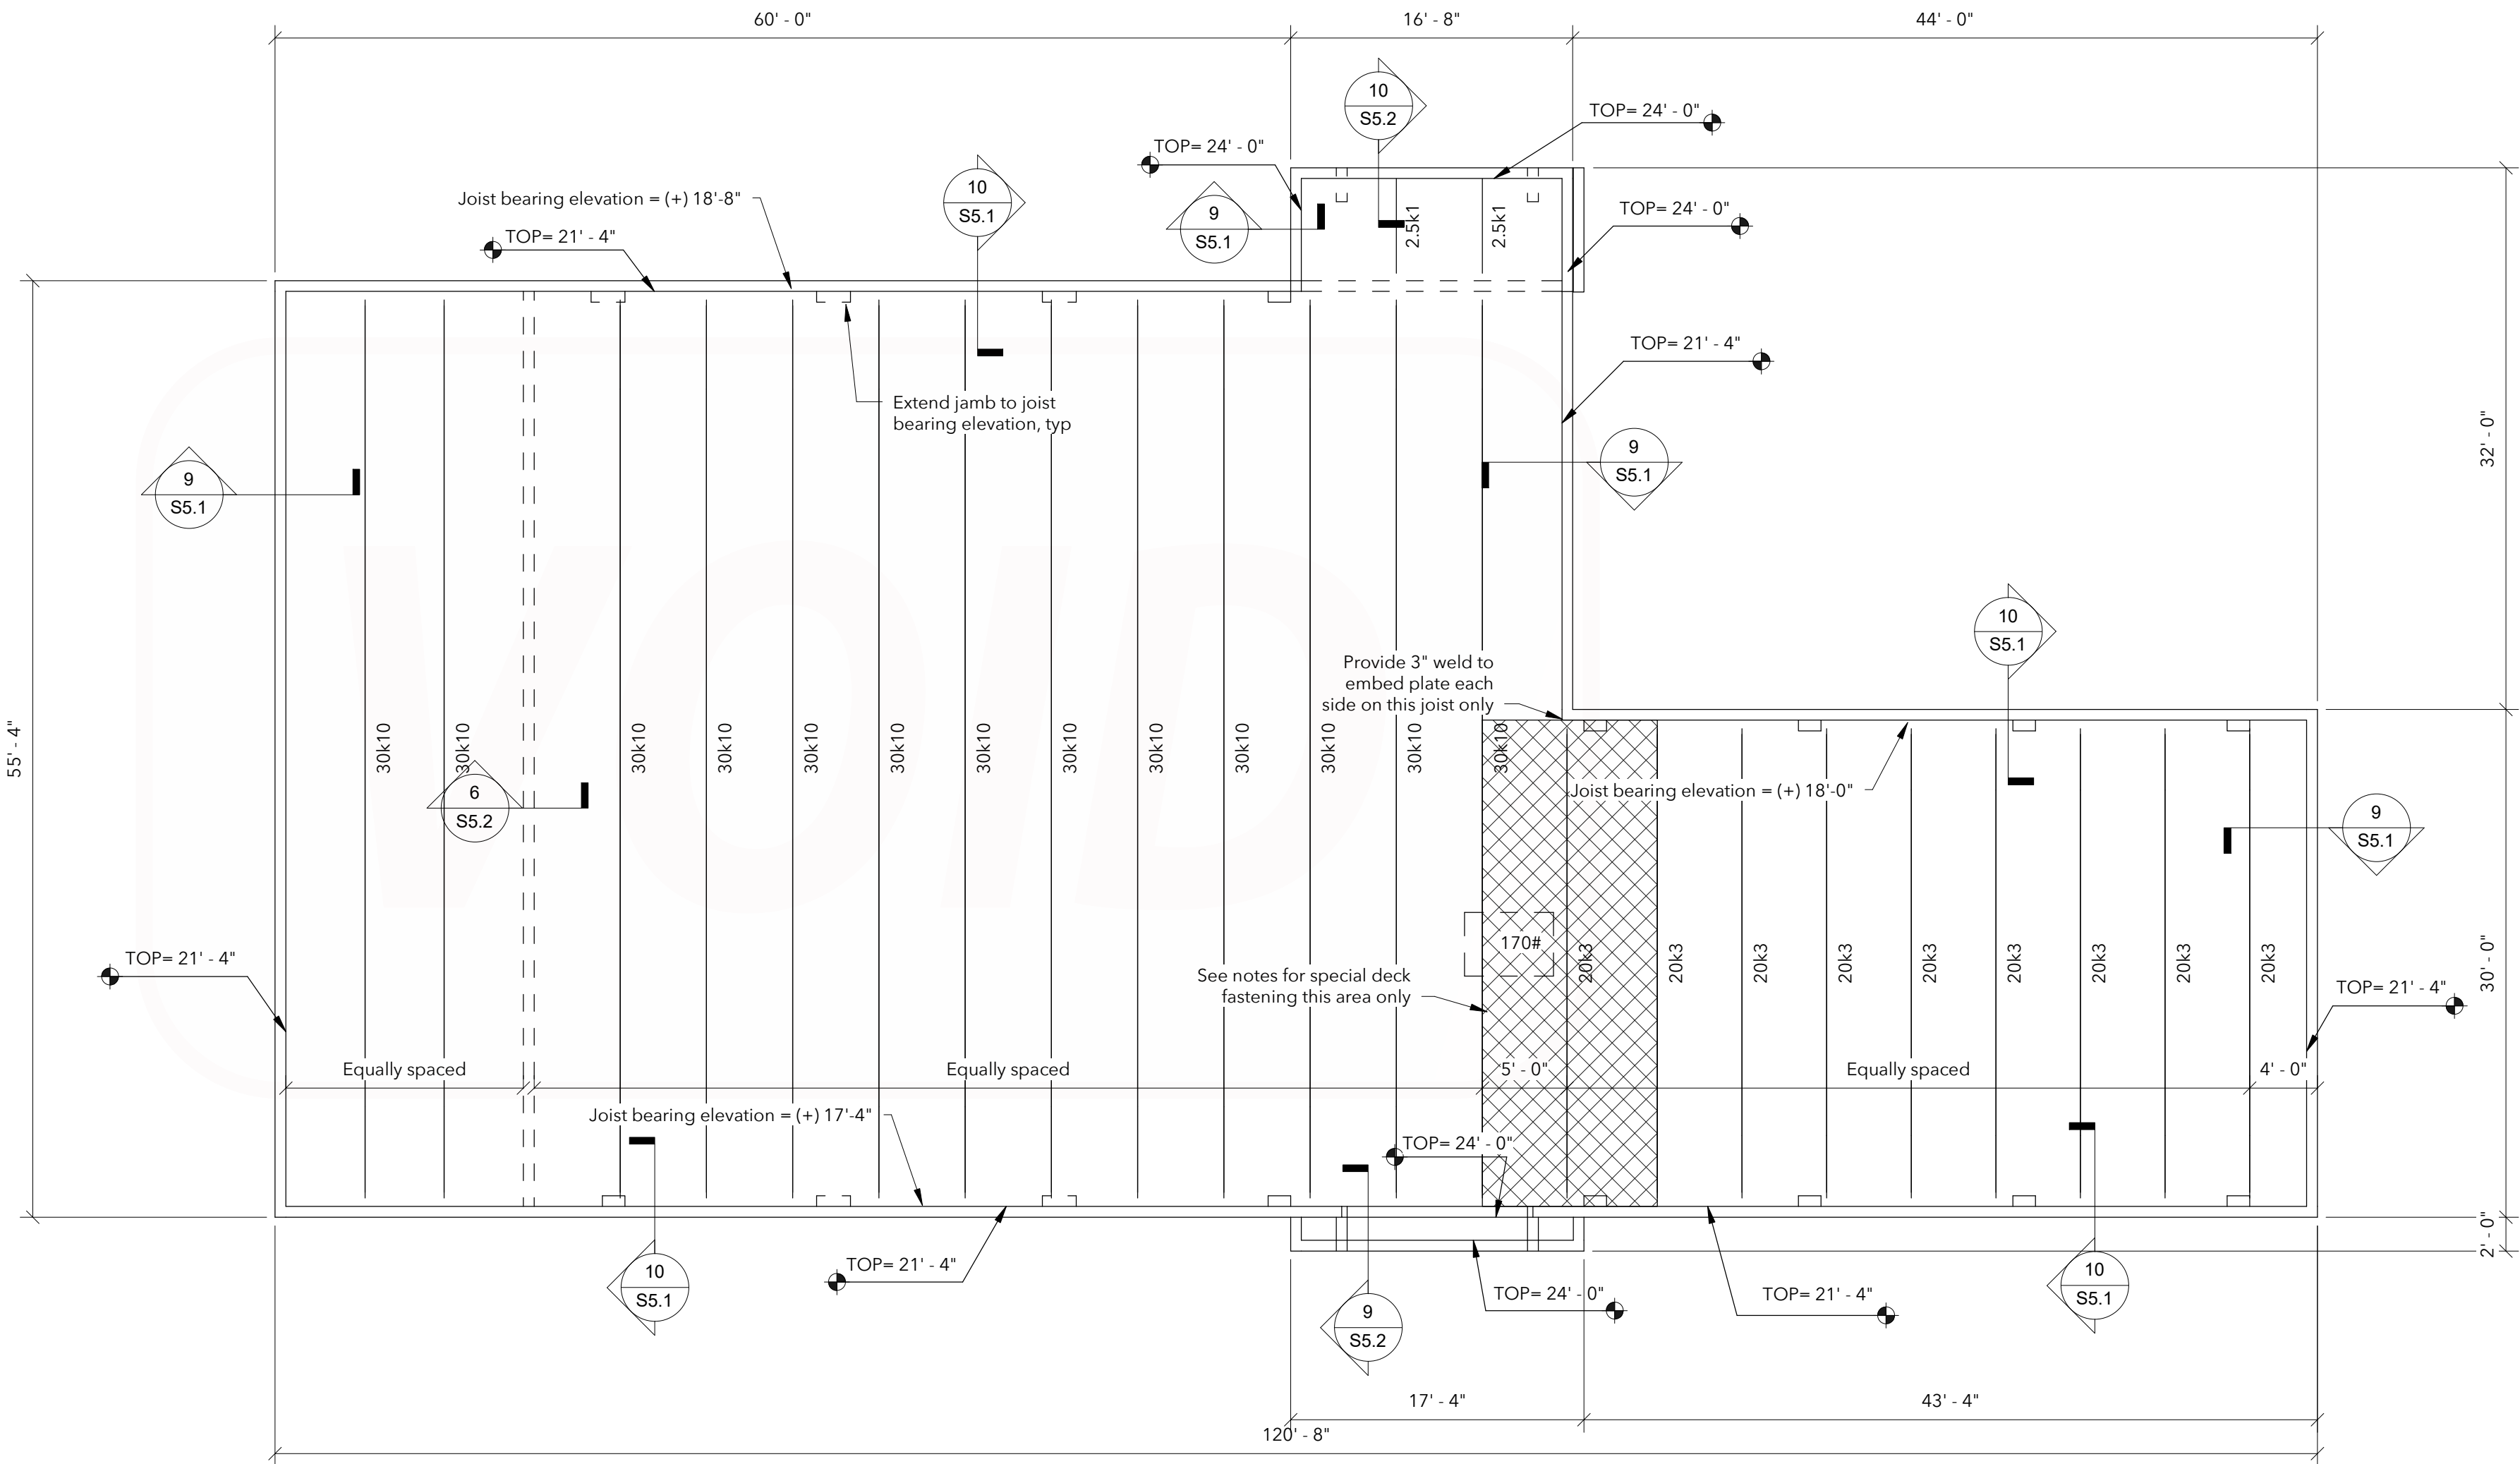 60' - 0"
16' - 8"
44' - 0"
10
S5.2
TOP= 24' - 0"
TOP= 24' - 0"
10
S5.1
Joist bearing elevation = (+) 18'-8"
9
S5.1
TOP= 24' - 0"
2.5k1
2.5k1
TOP= 21' - 4"
TOP= 21' - 4"
Extend jamb to joist
bearing elevation, typ
32' - 0"
9
S5.1
9
S5.1
10
S5.1
Provide 3" weld to
embed plate each
side on this joist only
55' - 4"
30k10
30k10
30k10
30k10
30k10
30k10
30k10
30k10
30k10
30k10
30k10
30k10
30k10
VOID
6
S5.2
Joist bearing elevation = (+) 18'-0"
9
S5.1
170#
20k3
20k3
20k3
20k3
20k3
20k3
20k3
20k3
20k3
30' - 0"
TOP= 21' - 4"
See notes for special deck
fastening this area only
TOP= 21' - 4"
Equally spaced
Equally spaced
5' - 0"
Equally spaced
4' - 0"
Joist bearing elevation = (+) 17'-4"
TOP= 24' - 0"
2' - 0"
10
S5.1
TOP= 21' - 4"
9
S5.2
TOP= 24' - 0"
TOP= 21' - 4"
10
S5.1
17' - 4"
43' - 4"
120' - 8"